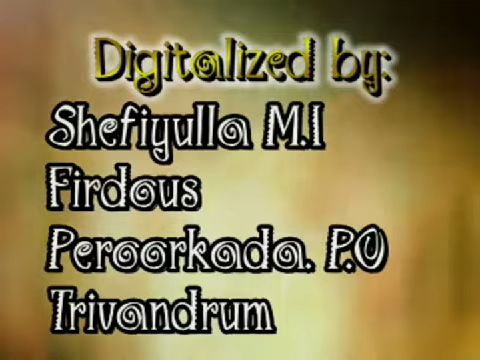 Digitalized by:
Shefiyulla M.I
Firdous
Peroorkada. P.O
Trivandrum